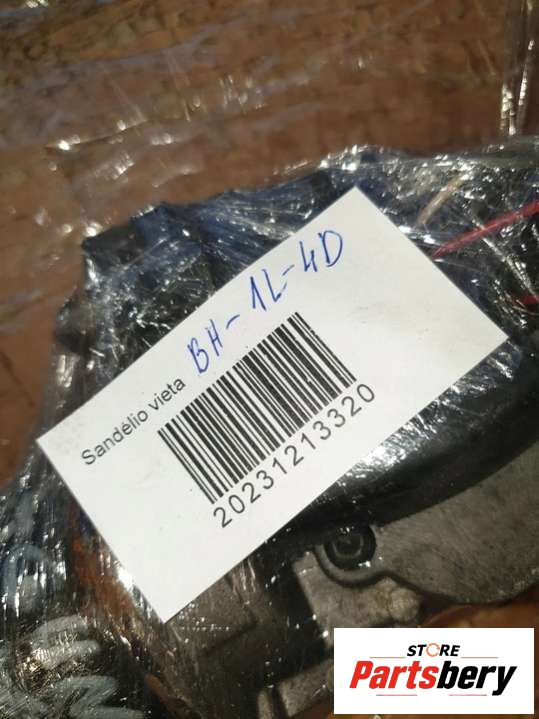 Sandėlio vieta BH-1L-4D
20231213320
STORE
Partsbery